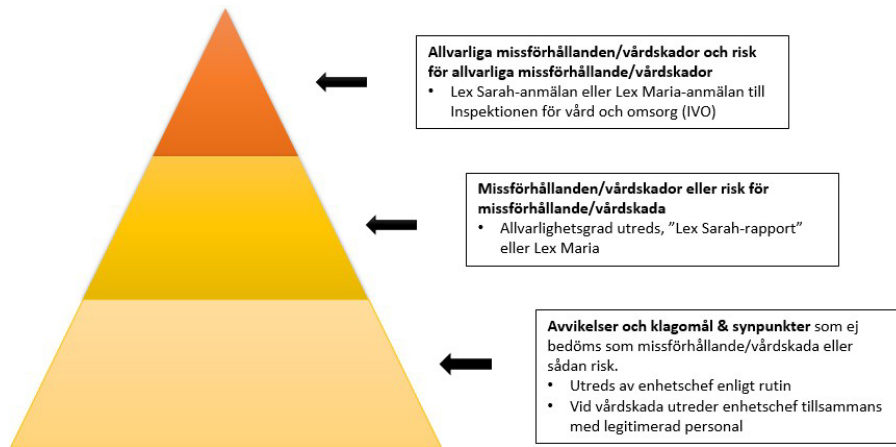 Allvarliga missförhållanden/vårdskador och risk
för allvarliga missförhållande/vårdskador
• Lex Sarah-anmälan eller Lex Maria-anmälan till
Inspektionen för vård och omsorg (IVO)
Missförhållanden/vårdskador eller risk för
missförhållande/vårdskada
• Allvarlighetsgrad utreds, ”Lex Sarah-rapport”
eller Lex Maria
Avvikelser och klagomål & synpunkter som ej
bedöms som missförhållande/vårdskada eller
sådan risk.
• Utreds av enhetschef enligt rutin
• Vid vårdskada utreder enhetschef tillsammans
med legitimerad personal